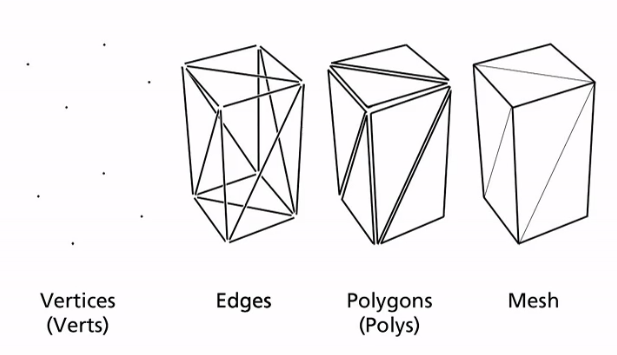 Vertices
(Verts)
Edges
Polygons
(Polys)
Mesh